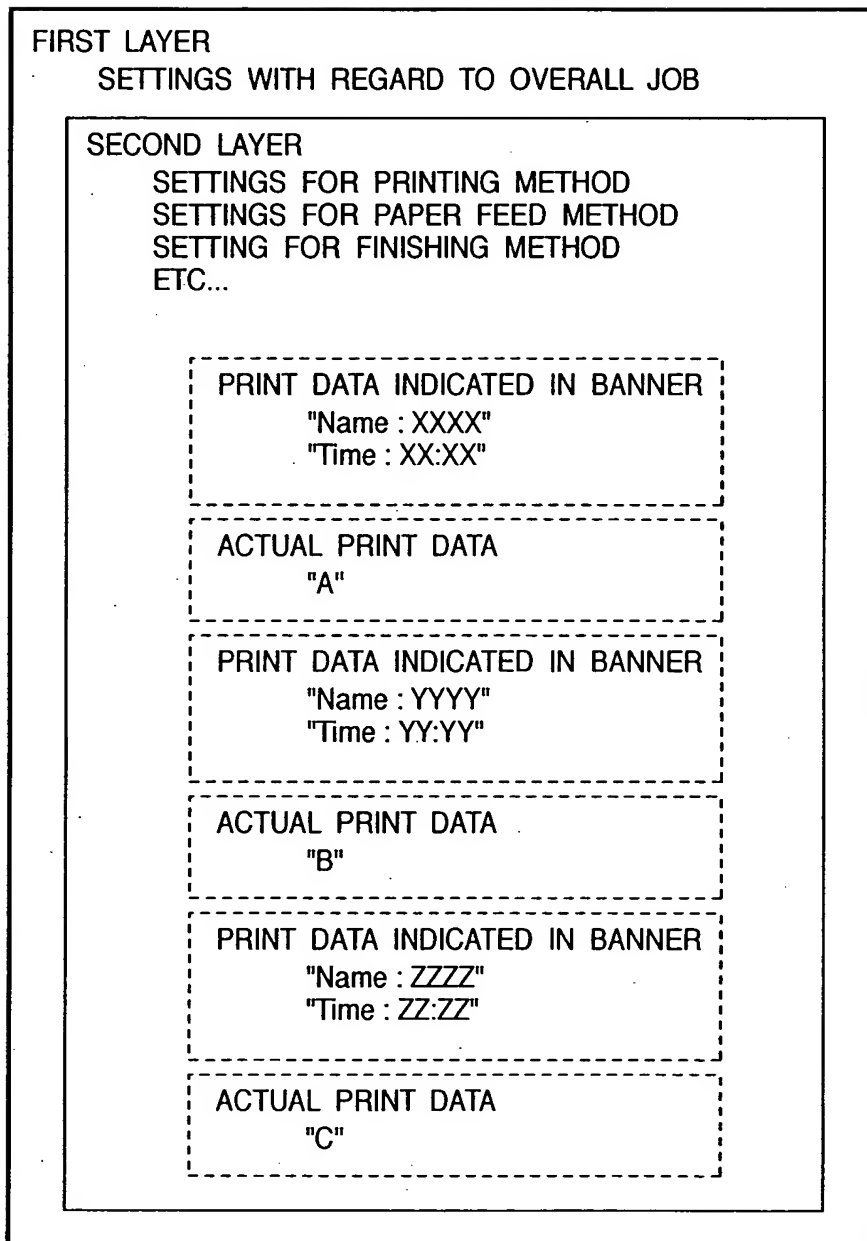 FIRST LAYER
SETTINGS WITH REGARD TO OVERALL JOB
SECOND LAYER
SETTINGS FOR PRINTING METHOD
SETTINGS FOR PAPER FEED METHOD
SETTING FOR FINISHING METHOD
ETC...
PRINT DATA INDICATED IN BANNER
"Name : XXXX"
"Time : XX:XX"
ACTUAL PRINT DATA
"A"
PRINT DATA INDICATED IN BANNER
"Name : YYYY"
"Time : YY:YY"
ACTUAL PRINT DATA
"B"
PRINT DATA INDICATED IN BANNER
"Name : ZZZZ"
"Time : ZZ:ZZ"
ACTUAL PRINT DATA
"C"